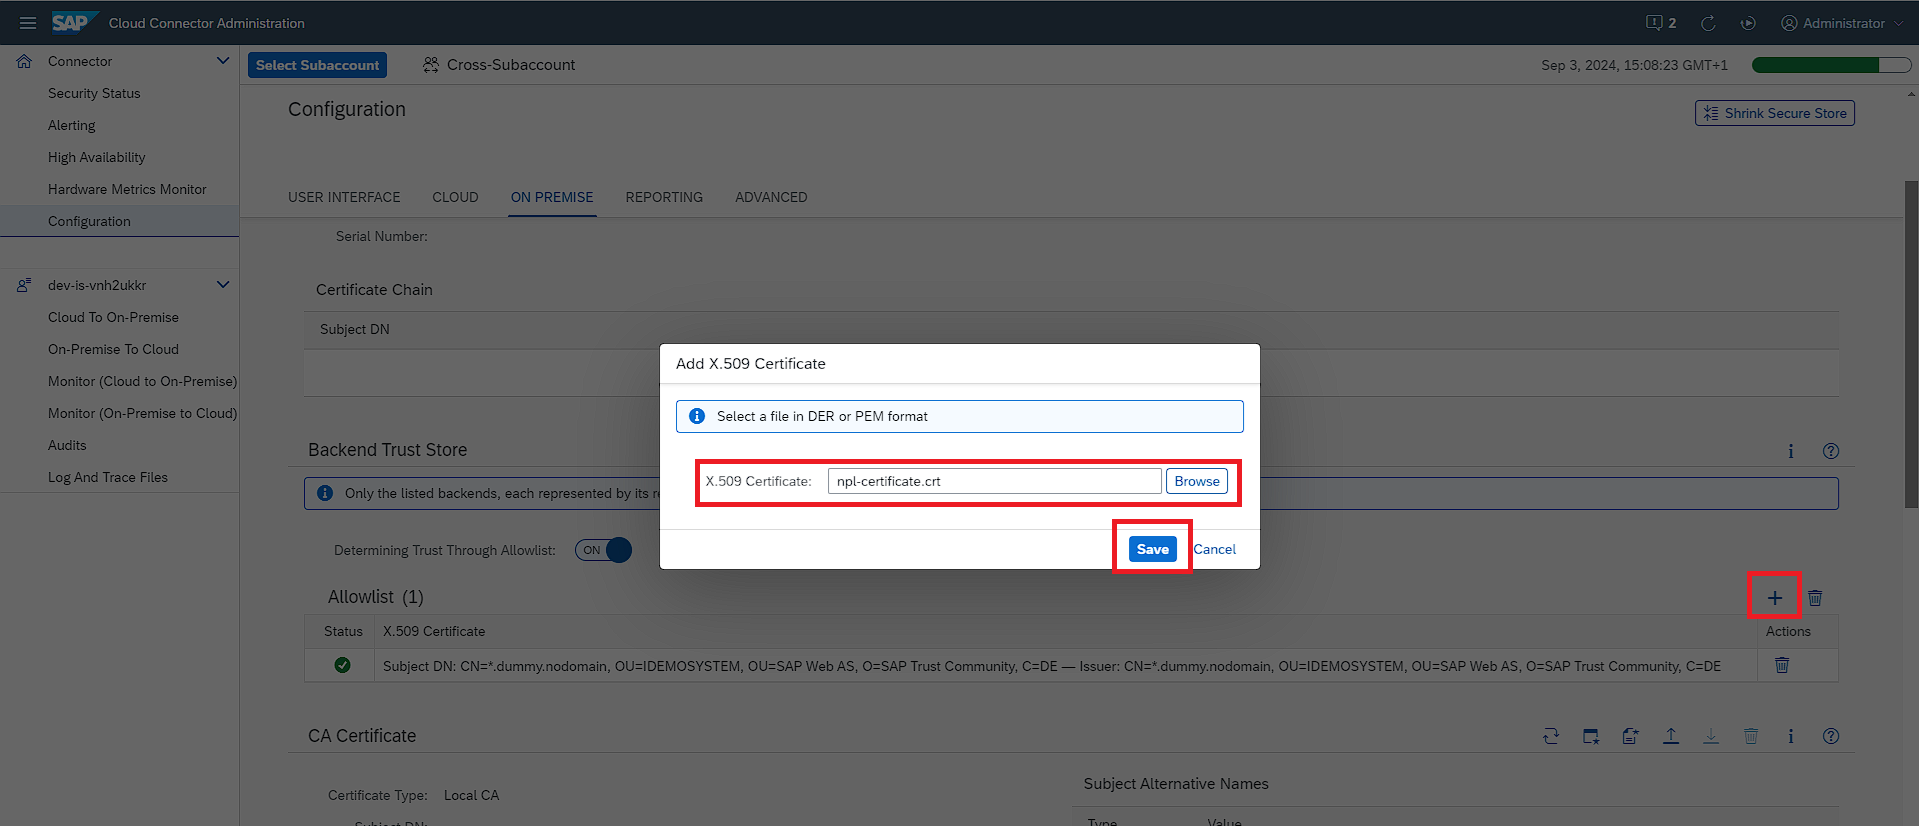 SAP Cloud Connector Administration 2 Administrator
Connector
Security Status
Alerting
High Availability
Hardware Metrics Monitor
Configuration
dev-is-vnh2ukkr
Cloud To On-Premise
On-Premise To Cloud
Monitor (Cloud to On-Premise)
Monitor (On-Premise to Cloud)
Audits
Log And Trace Files
Select Subaccount Cross-Subaccount Sep 3, 2024, 15:08:23 GMT+1
Configuration Shrink Secure Store
USER INTERFACE CLOUD ON PREMISE REPORTING ADVANCED
Serial Number:
Certificate Chain
Subject DN
Add X.509 Certificate
Select a file in DER or PEM format
X.509 Certificate: npl-certificate.crt Browse
Save Cancel
Backend Trust Store
Only the listed backends, each represented by its
Determining Trust Through Allowlist: ON
Allowlist (1)
Status X.509 Certificate Actions
Subject DN: CN=*.dummy.nodomain, OU=IDEMOSYSTEM, OU=SAP Web AS, O=SAP Trust Community, C=DE — Issuer: CN=*.dummy.nodomain, OU=IDEMOSYSTEM, OU=SAP Web AS, O=SAP Trust Community, C=DE
CA Certificate
Subject Alternative Names
Certificate Type: Local CA
Subject DN:
Type Value